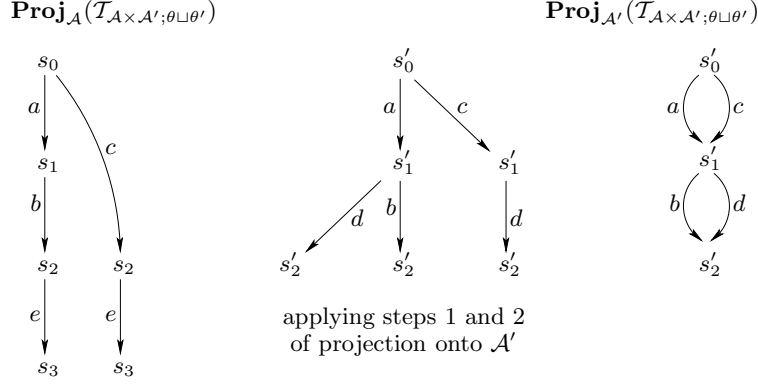 Proj_𝒜(𝒯_{𝒜×𝒜′;θ⊔θ′}) Proj_𝒜′(𝒯_{𝒜×𝒜′;θ⊔θ′})
s₀ s′₀ s′₀
a c a c a c
s₁ s′₁ s′₁ s′₁
b d b d b d
s₂ s₂ s′₂ s′₂ s′₂ s′₂
e e
applying steps 1 and 2
of projection onto 𝒜′
s₃ s₃